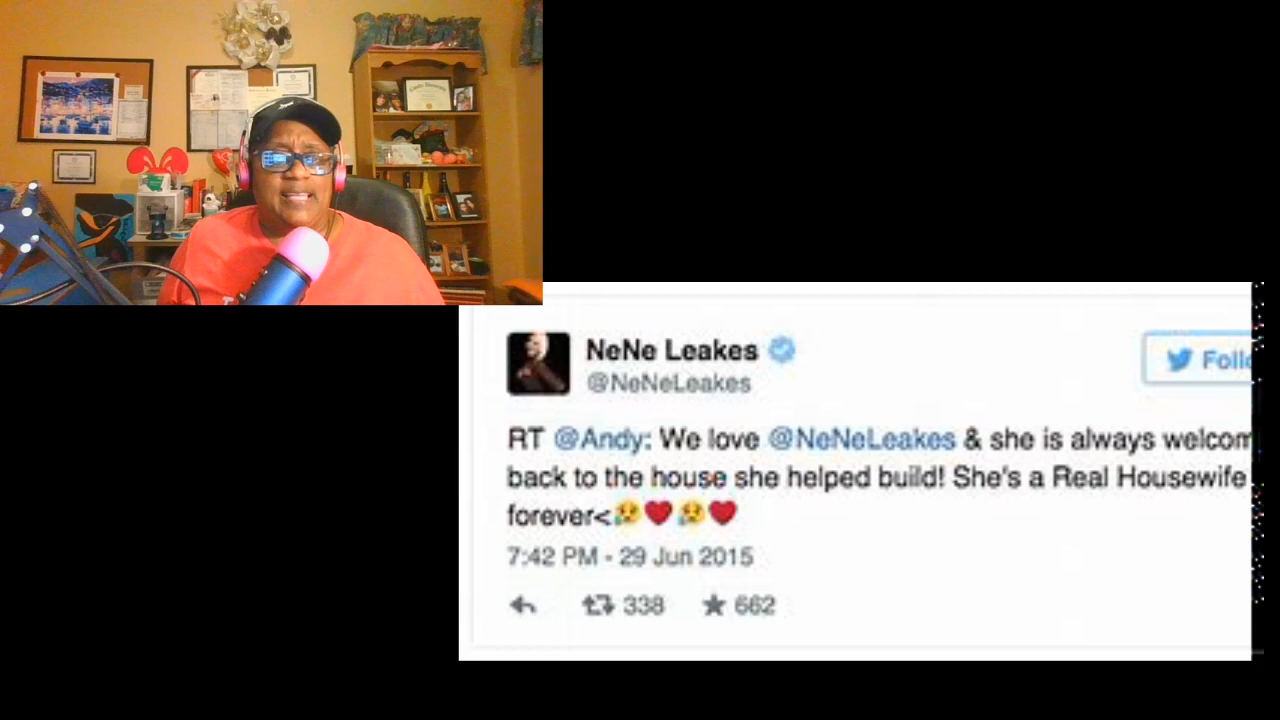 NeNe Leakes
@NeNeLeakes
RT @Andy: We love @NeNeLeakes & she is always
back to the house she helped build! She's a Real Housewife
forever<😥❤️😥❤️
7:42 PM - 29 Jun 2015
338 662